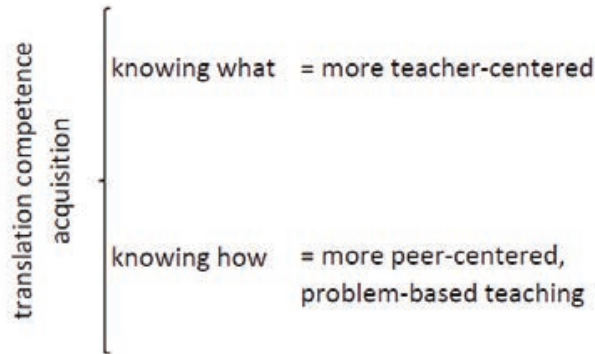 translation competence
acquisition
knowing what = more teacher-centered
knowing how = more peer-centered,
problem-based teaching